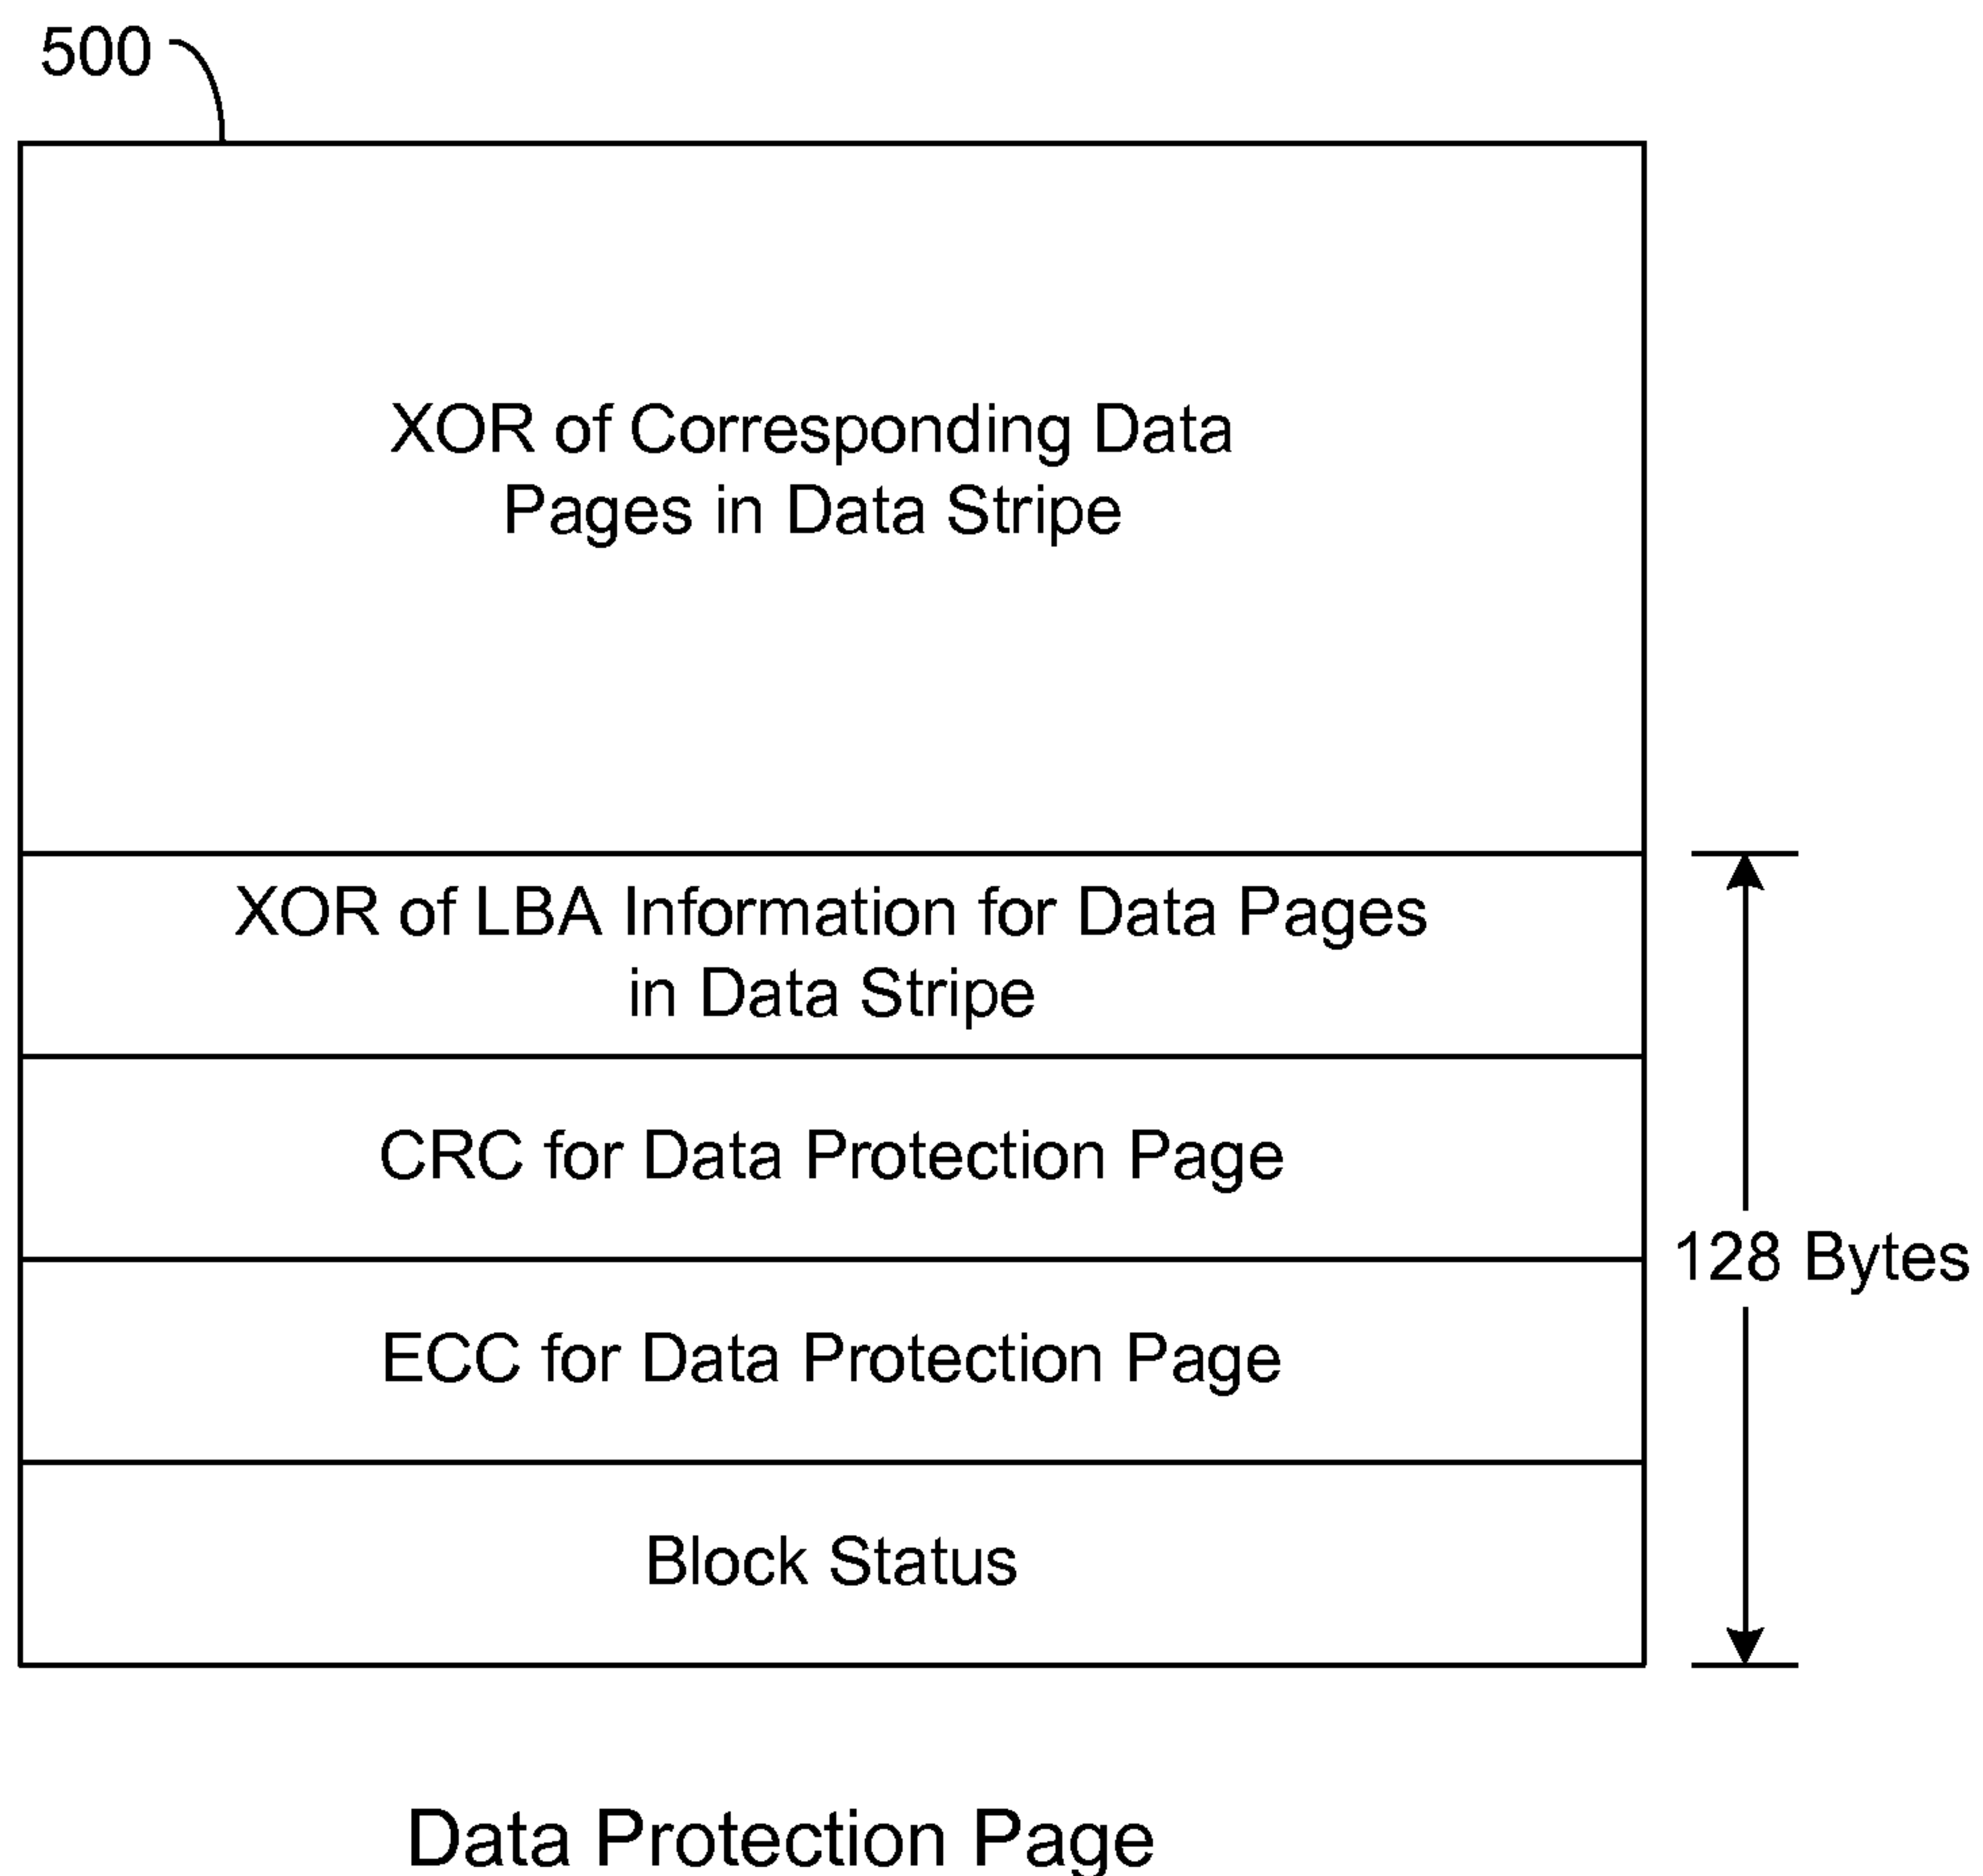 500
XOR of Corresponding Data
Pages in Data Stripe
XOR of LBA Information for Data Pages
in Data Stripe
CRC for Data Protection Page
128 Bytes
ECC for Data Protection Page
Block Status
Data Protection Page